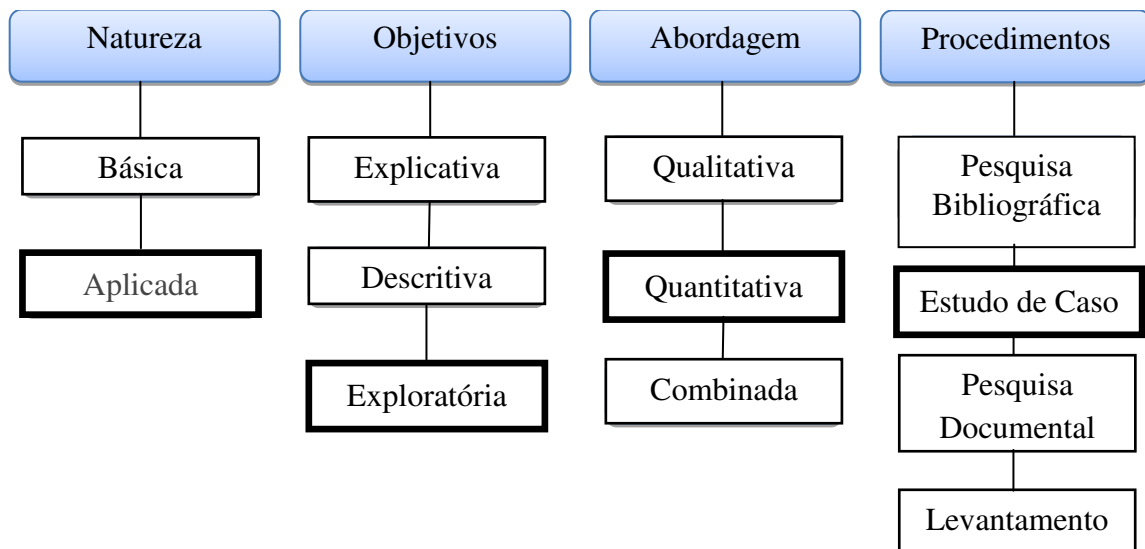 Natureza
Básica
Aplicada
Objetivos
Explicativa
Descritiva
Exploratória
Abordagem
Qualitativa
Quantitativa
Combinada
Procedimentos
Pesquisa
Bibliográfica
Estudo de Caso
Pesquisa
Documental
Levantamento